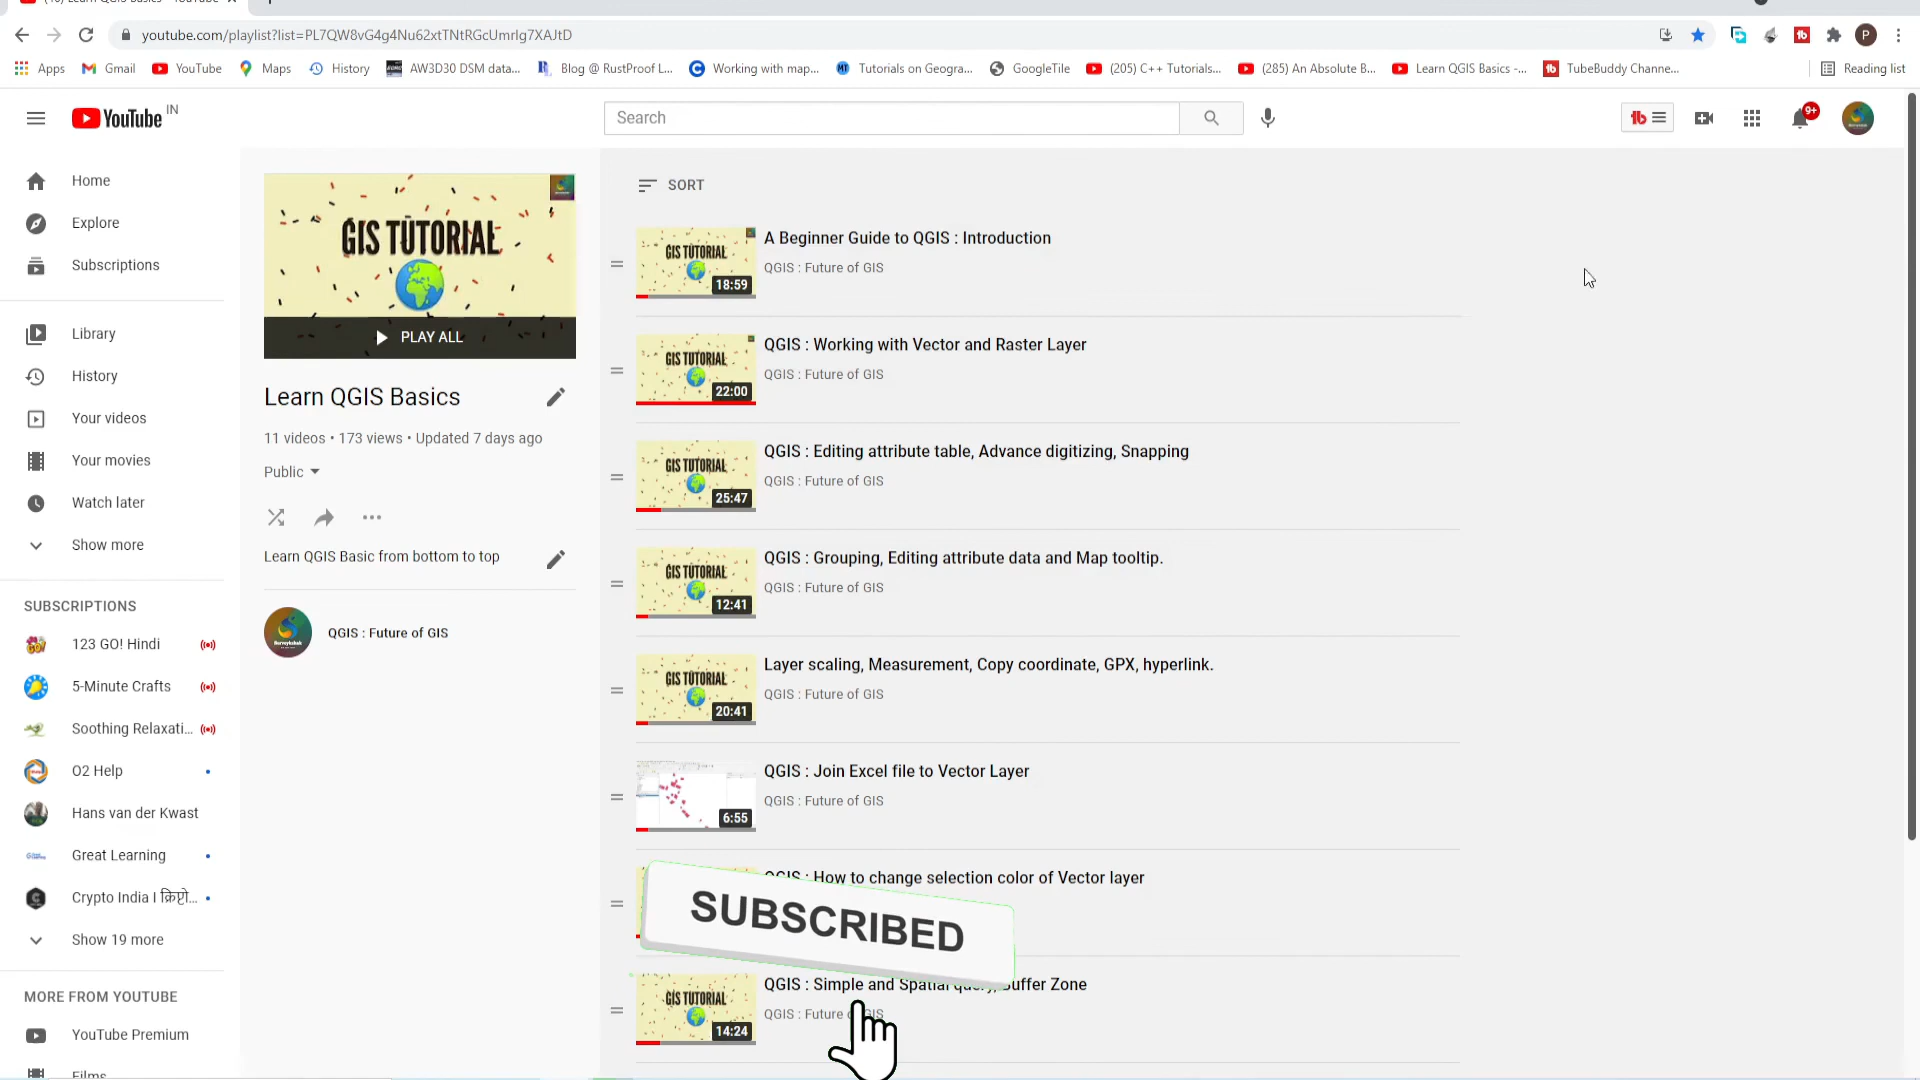 youtube.com/playlist?list=PL7QW8vG4g4Nu62xtTNtRGcUmrlg7XAJtD
Apps
Gmail
YouTube
Maps
History
AW3D30 DSM data...
Blog @ RustProof L...
Working with map...
Tutorials on Geogra...
GoogleTile
(205) C++ Tutorials...
(285) An Absolute B...
Learn QGIS Basics -...
TubeBuddy Channe...
Reading list
YouTube IN
Search
9+
Home
Explore
Subscriptions
Library
History
Your videos
Your movies
Watch later
Show more
SUBSCRIPTIONS
123 GO! Hindi
5-Minute Crafts
Soothing Relaxati...
O2 Help
Hans van der Kwast
Great Learning
Crypto India I क्रिप्टो...
Show 19 more
MORE FROM YOUTUBE
YouTube Premium
Films
GIS TUTORIAL
PLAY ALL
Learn QGIS Basics
11 videos • 173 views • Updated 7 days ago
Public
Learn QGIS Basic from bottom to top
QGIS : Future of GIS
SORT
GIS TUTORIAL
18:59
A Beginner Guide to QGIS : Introduction
QGIS : Future of GIS
GIS TUTORIAL
22:00
QGIS : Working with Vector and Raster Layer
QGIS : Future of GIS
GIS TUTORIAL
25:47
QGIS : Editing attribute table, Advance digitizing, Snapping
QGIS : Future of GIS
GIS TUTORIAL
12:41
QGIS : Grouping, Editing attribute data and Map tooltip.
QGIS : Future of GIS
GIS TUTORIAL
20:41
Layer scaling, Measurement, Copy coordinate, GPX, hyperlink.
QGIS : Future of GIS
6:55
QGIS : Join Excel file to Vector Layer
QGIS : Future of GIS
QGIS : How to change selection color of Vector layer
SUBSCRIBED
GIS TUTORIAL
14:24
QGIS : Simple and Spatial query, Buffer Zone
QGIS : Future of GIS